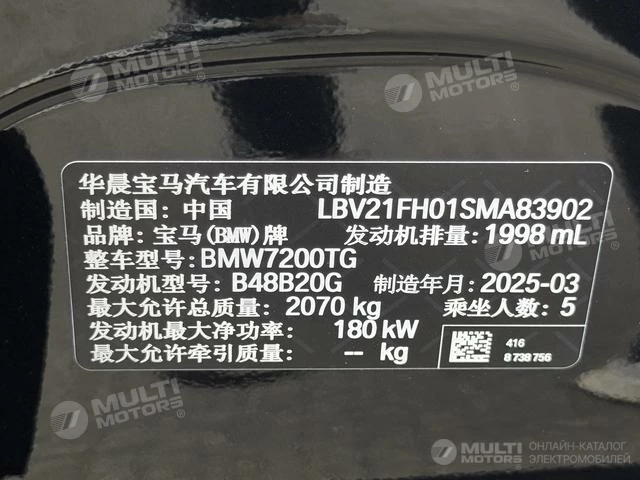 MULTI MOTORS
MULTI MOTORS
华晨宝马汽车有限公司制造
制造国: 中国 LBV21FH01SMA83902
品牌: 宝马(BMW)牌 发动机排量: 1998 mL
整车型号: BMW7200TG
发动机型号: B48B20G 制造年月: 2025-03
最大允许总质量: 2070 kg 乘坐人数: 5
发动机最大净功率: 180 kW
最大允许牵引质量: -- kg
416
8 738 756
MULTI MOTORS
MULTI MOTORS
ОНЛАЙН-КАТАЛОГ
ЭЛЕКТРОМОБИЛЕЙ